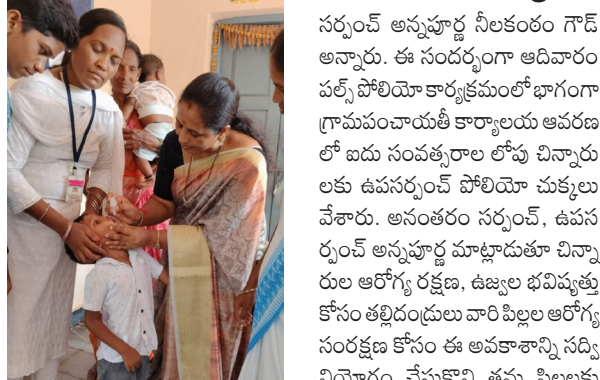 సర్పంచ్ అన్నపూర్ణ నీలకంఠం గౌడ్
అన్నారు. ఈ సందర్భంగా ఆదివారం
పల్స్ పోలియో కార్యక్రమంలో భాగంగా
గ్రామపంచాయతీ కార్యాలయ ఆవరణ
లో ఐదు సంవత్సరాల లోపు చిన్నారు
లకు ఉపసర్పంచ్ పోలియో చుక్కలు
వేశారు. అనంతరం సర్పంచ్, ఉపస
ర్పంచ్ అన్నపూర్ణ మాట్లాడుతూ చిన్నా
రుల ఆరోగ్య రక్షణ, ఉజ్వల భవిష్యత్తు
కోసం తల్లిదండ్రులు వారి పిల్లల ఆరోగ్య
సంరక్షణ కోసం ఈ అవకాశాన్ని సద్వి
నియోగం చేసుకొని తమ పిల్లలకు